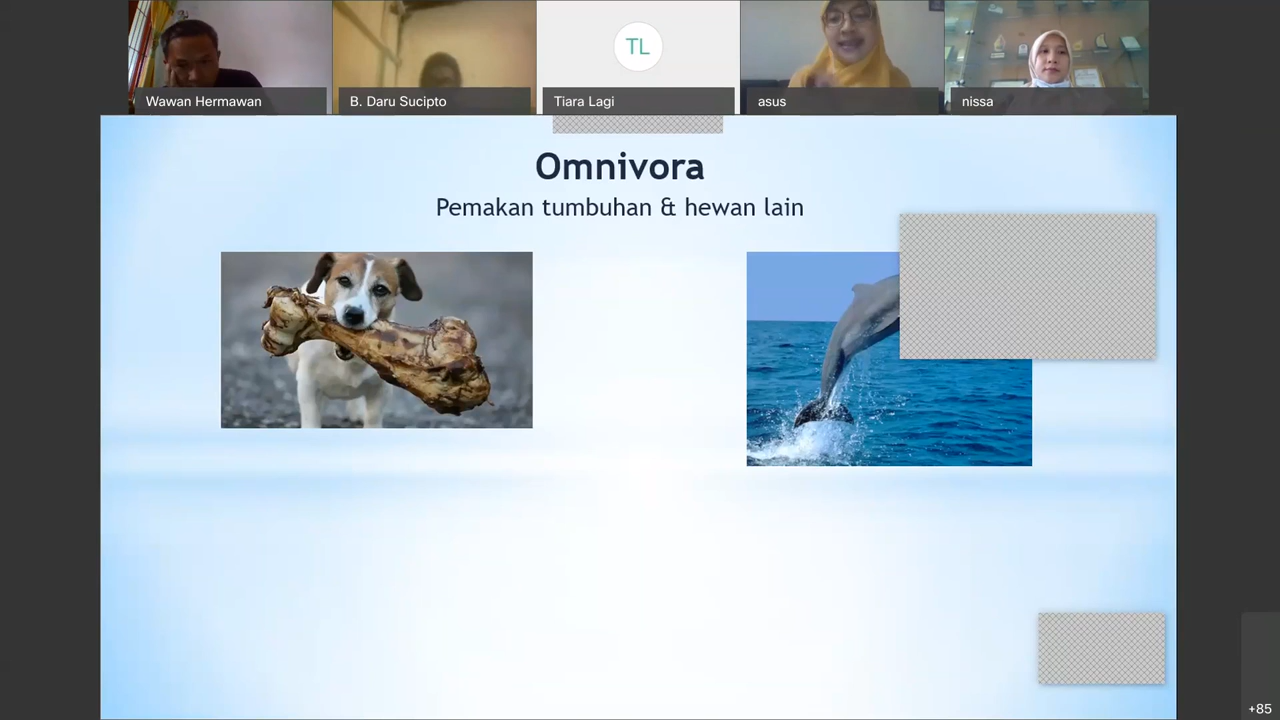 TL
Wawan Hermawan
B. Daru Sucipto
Tiara Lagi
asus
nissa
Omnivora
Pemakan tumbuhan & hewan lain
+85